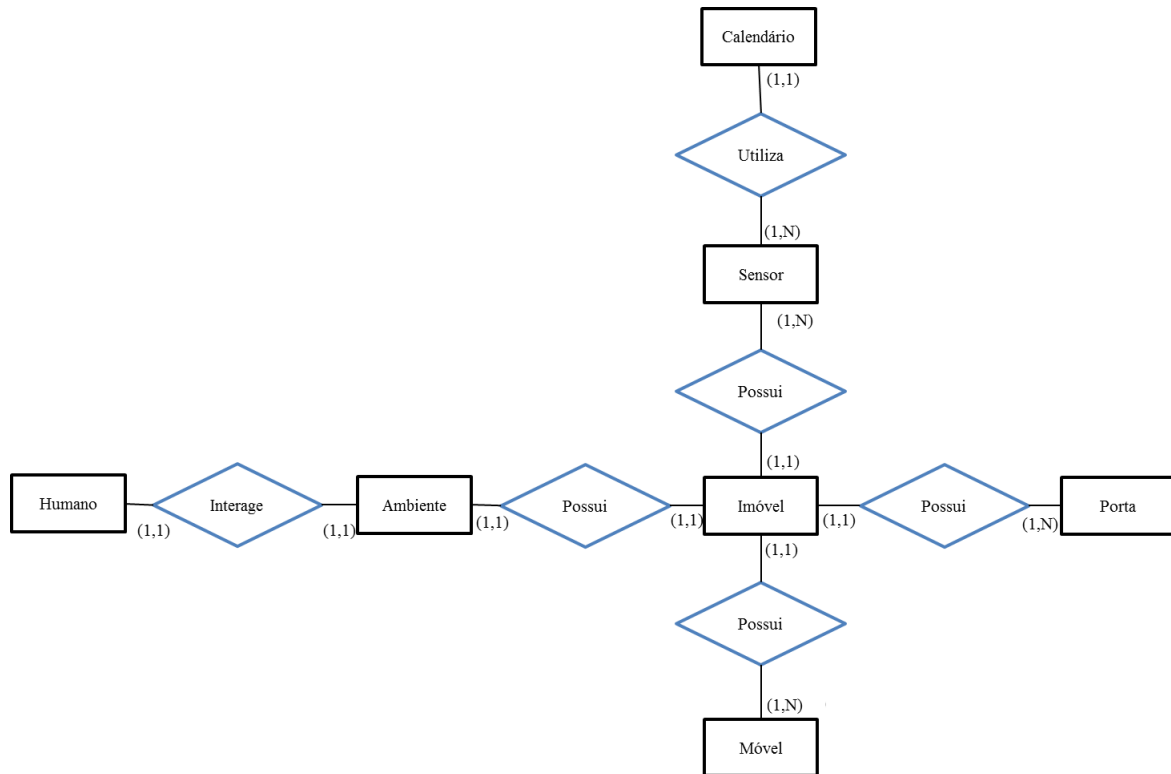 Calendário
(1,1)
Utiliza
(1,N)
Sensor
(1,N)
Possui
(1,1)
Humano
(1,1)
Interage
(1,1)
Ambiente
(1,1)
Possui
(1,1)
Imóvel
(1,1)
Possui
(1,N)
Porta
(1,1)
Possui
(1,N)
Móvel